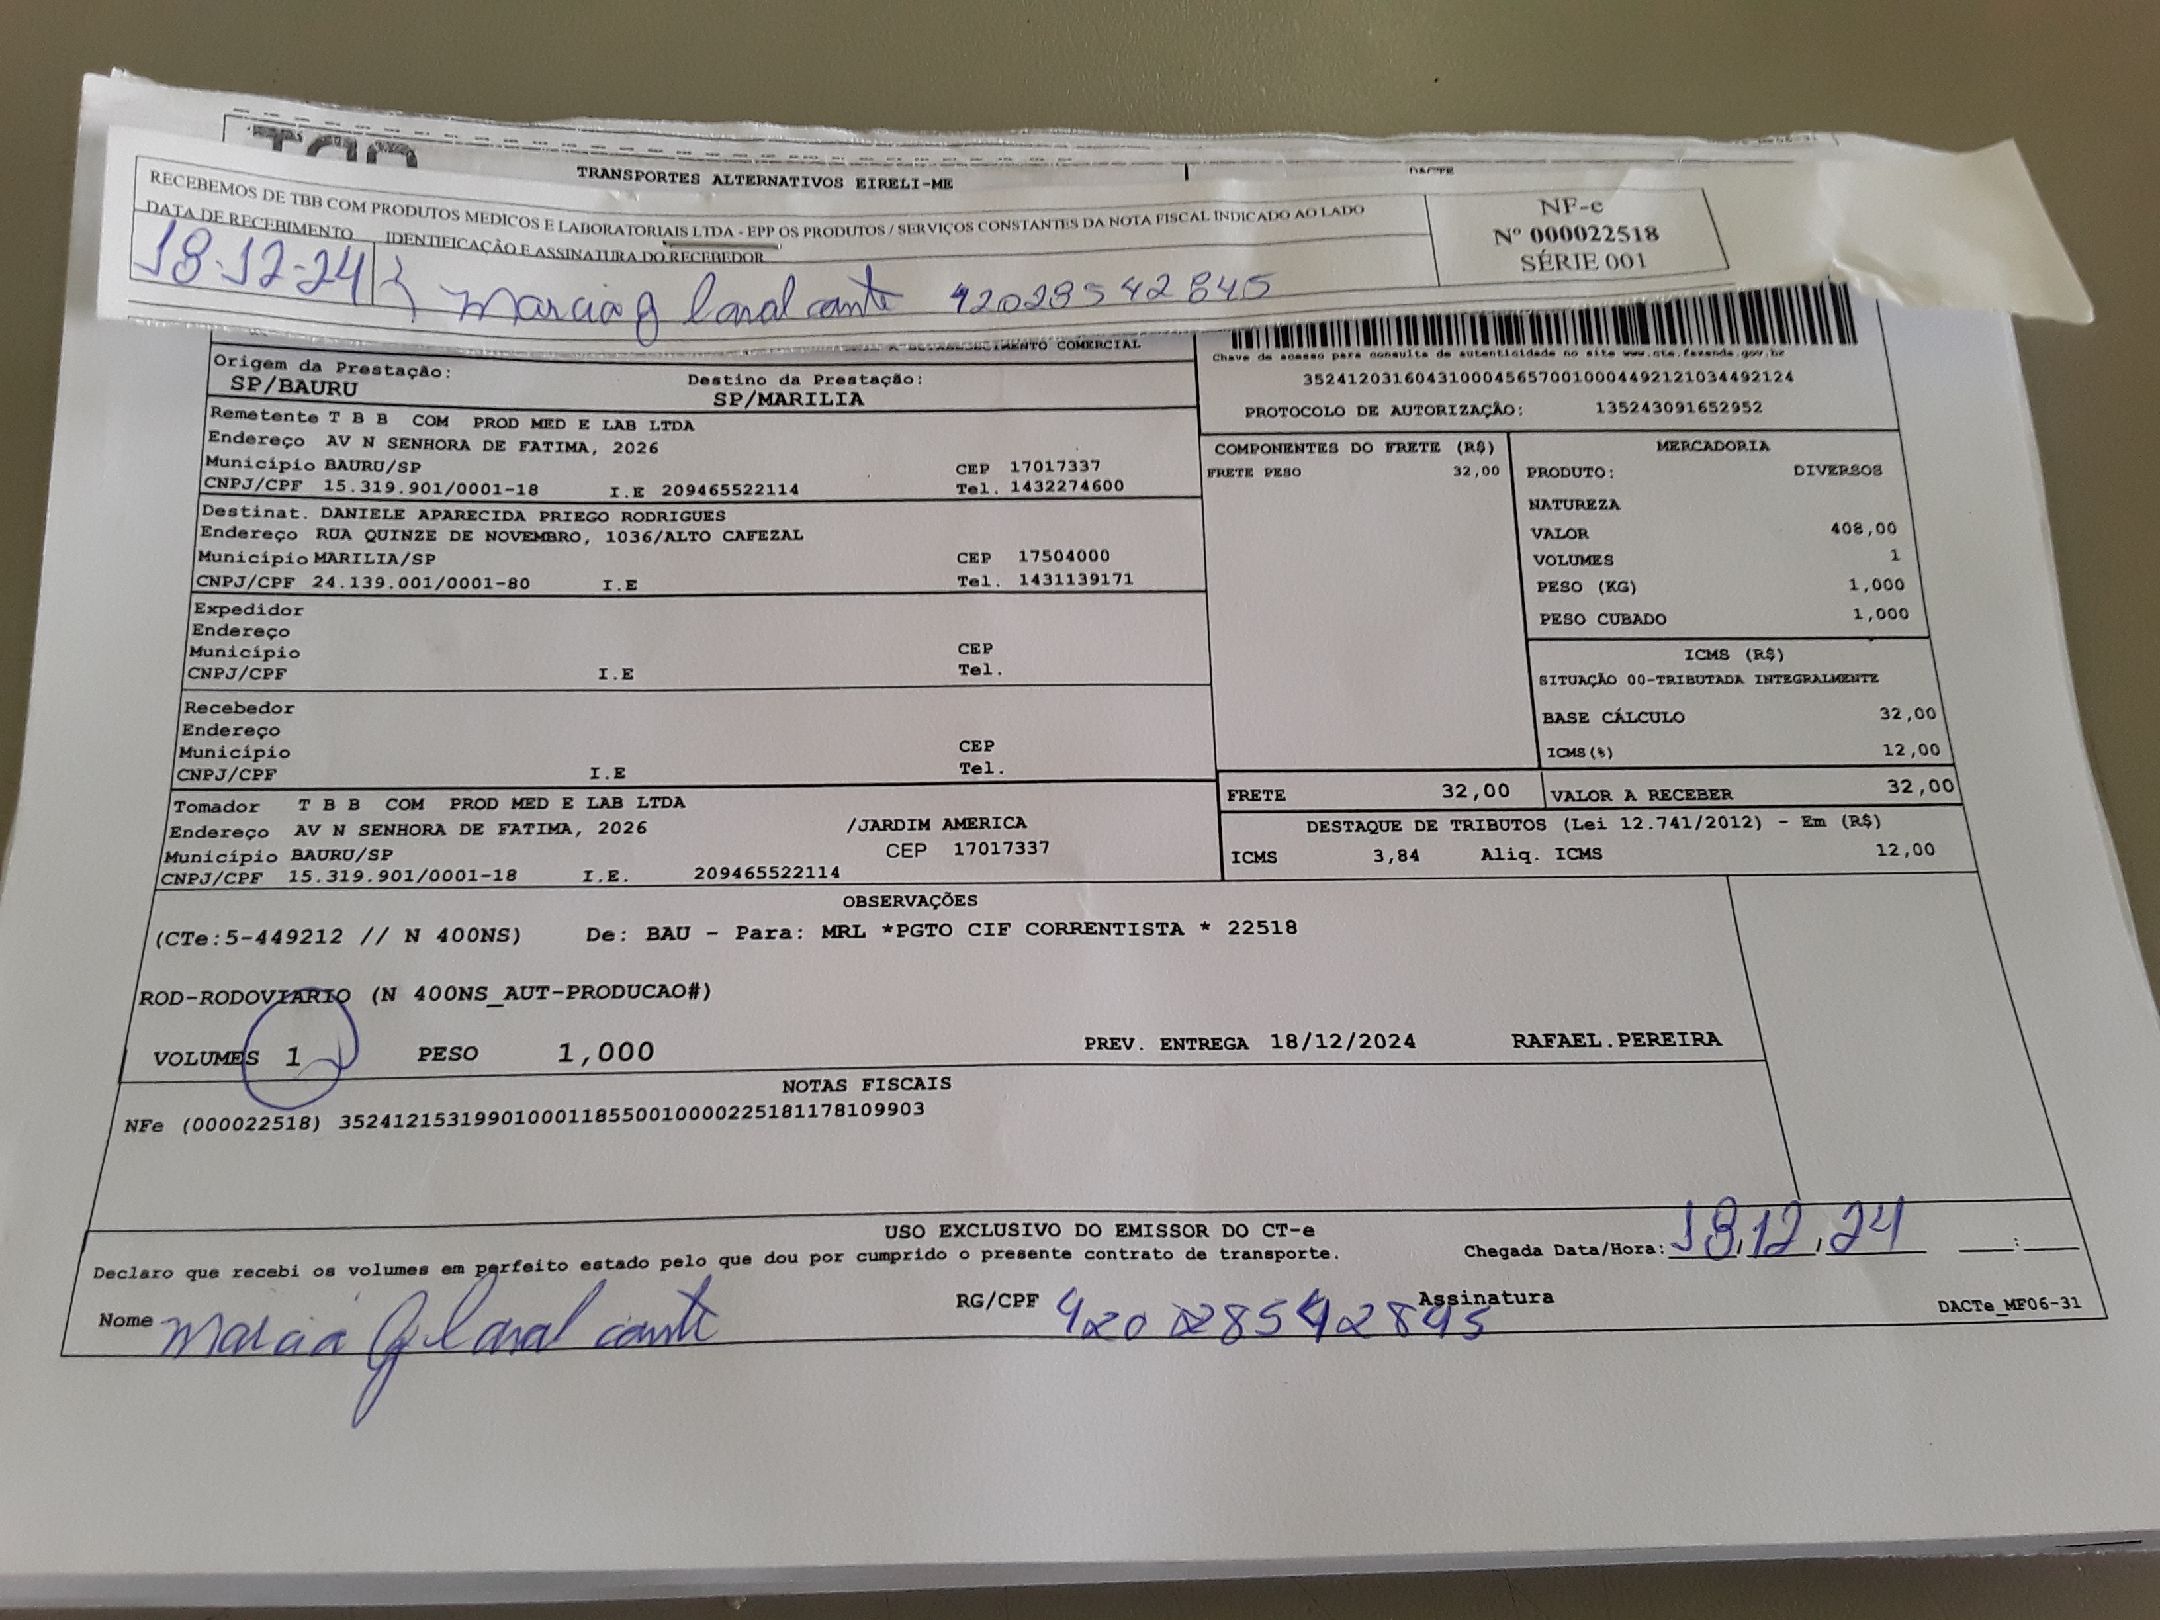 TRANSPORTES ALTERNATIVOS EIRELI-ME
DACTE
RECEBEMOS DE TBB COM PRODUTOS MEDICOS E LABORATORIAIS LTDA - EPP OS PRODUTOS / SERVIÇOS CONSTANTES DA NOTA FISCAL INDICADO AO LADO
DATA DE RECEBIMENTO IDENTIFICAÇÃO E ASSINATURA DO RECEBEDOR
18-12-24 Marcia G Caval cante 42028542845
NF-e
Nº 000022518
SÉRIE 001
COMERCIAL
Chave de acesso para consulta de autenticidade no site www.cte.fazenda.gov.br
35241203160431000456570010004492121034492124
PROTOCOLO DE AUTORIZAÇÃO: 135243091652952
Origem da Prestação: Destino da Prestação:
SP/BAURU SP/MARILIA
Remetente T B B COM PROD MED E LAB LTDA
Endereço AV N SENHORA DE FATIMA, 2026
Município BAURU/SP CEP 17017337
CNPJ/CPF 15.319.901/0001-18 I.E 209465522114 Tel. 1432274600
Destinat. DANIELE APARECIDA PRIEGO RODRIGUES
Endereço RUA QUINZE DE NOVEMBRO, 1036/ALTO CAFEZAL
Município MARILIA/SP CEP 17504000
CNPJ/CPF 24.139.001/0001-80 I.E Tel. 1431139171
Expedidor
Endereço
Município CEP
CNPJ/CPF I.E Tel.
Recebedor
Endereço
Município CEP
CNPJ/CPF I.E Tel.
Tomador T B B COM PROD MED E LAB LTDA
Endereço AV N SENHORA DE FATIMA, 2026 /JARDIM AMERICA
Município BAURU/SP CEP 17017337
CNPJ/CPF 15.319.901/0001-18 I.E. 209465522114
COMPONENTES DO FRETE (R$)
FRETE PESO 32,00
MERCADORIA
PRODUTO: DIVERSOS
NATUREZA
VALOR 408,00
VOLUMES 1
PESO (KG) 1,000
PESO CUBADO 1,000
ICMS (R$)
SITUAÇÃO 00-TRIBUTADA INTEGRALMENTE
BASE CÁLCULO 32,00
ICMS(%) 12,00
FRETE 32,00 VALOR A RECEBER 32,00
DESTAQUE DE TRIBUTOS (Lei 12.741/2012) - Em (R$)
ICMS 3,84 Aliq. ICMS 12,00
OBSERVAÇÕES
(CTe:5-449212 // N 400NS) De: BAU - Para: MRL *PGTO CIF CORRENTISTA * 22518
ROD-RODOVIARIO (N 400NS_AUT-PRODUCAO#)
VOLUMES 1 PESO 1,000 PREV. ENTREGA 18/12/2024 RAFAEL.PEREIRA
NOTAS FISCAIS
NFe (000022518) 35241215319901000118550010000225181178109903
USO EXCLUSIVO DO EMISSOR DO CT-e
Declaro que recebi os volumes em perfeito estado pelo que dou por cumprido o presente contrato de transporte.
Chegada Data/Hora: 18.12.24 :
Nome Marcia G Caval cante RG/CPF 42028542845 Assinatura
DACTe_MF06-31